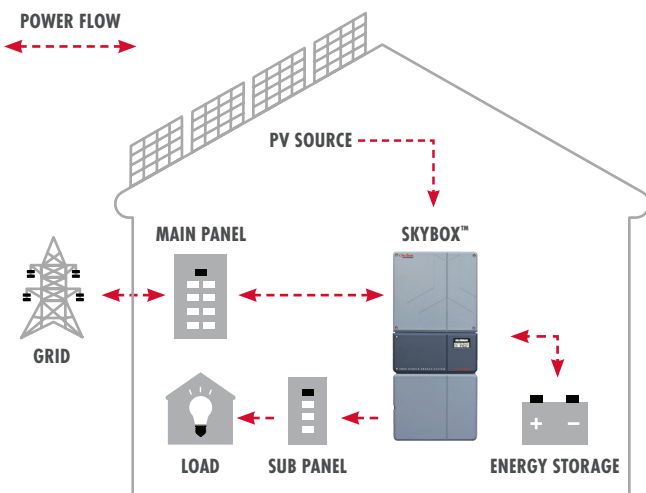 POWER FLOW
PV SOURCE
MAIN PANEL
SKYBOX™
GRID
LOAD
SUB PANEL
ENERGY STORAGE
+ −